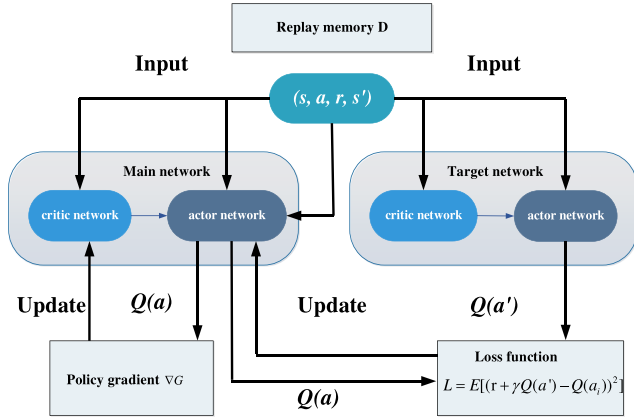 Replay memory D
Input
Input
(s, a, r, s')
Main network
Target network
critic network
actor network
critic network
actor network
Update
Q(a)
Update
Q(a')
Policy gradient ∇G
Q(a)
Loss function
L = E[(r + γQ(a') − Q(a_i))^2]